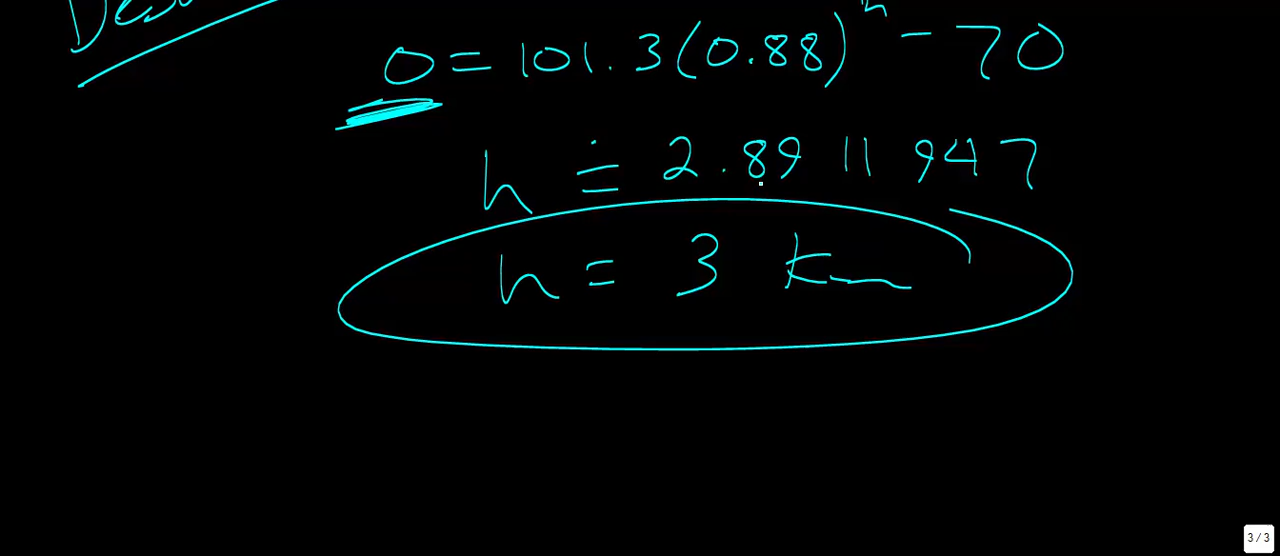 0 = 101.3(0.88)^h - 70
h ≐ 2.8911947
h = 3 km
3/3